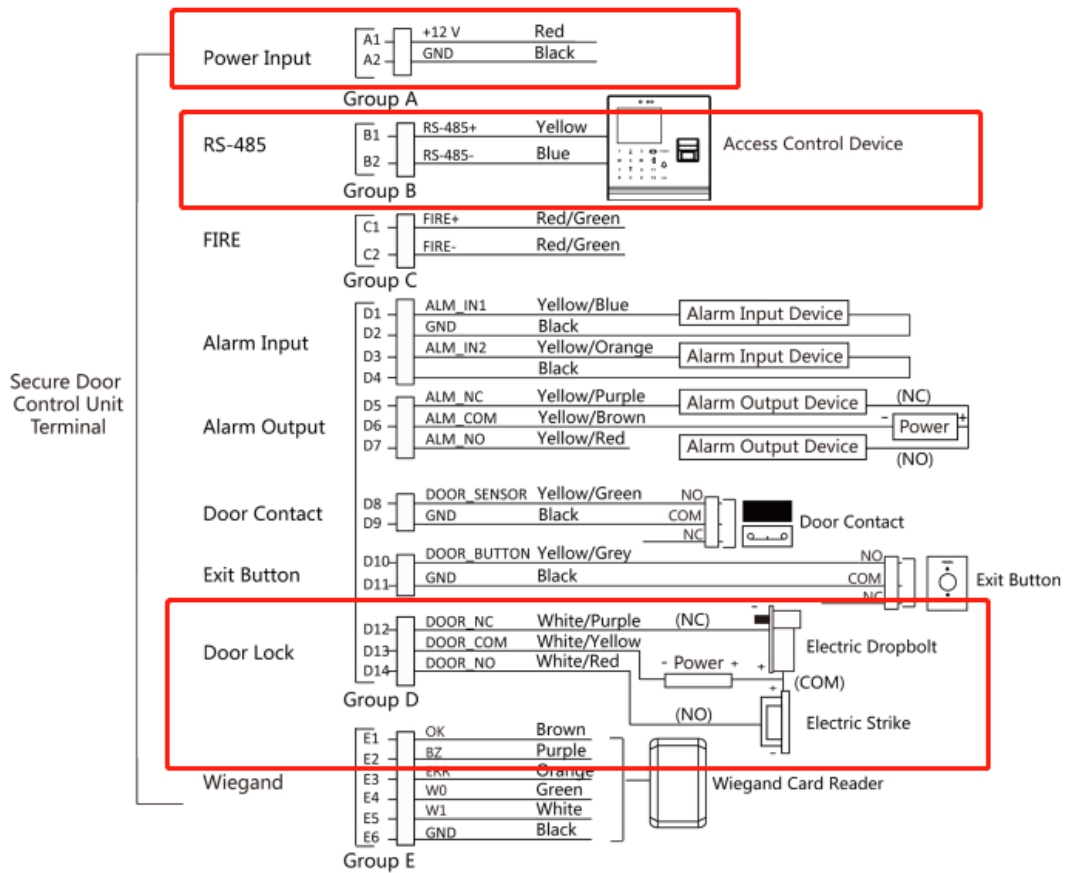 Secure Door
Control Unit
Terminal
Power Input
A1 +12 V Red
A2 GND Black
Group A
RS-485
B1 RS-485+ Yellow
B2 RS-485- Blue
Access Control Device
Group B
FIRE
C1 FIRE+ Red/Green
C2 FIRE- Red/Green
Group C
Alarm Input
D1 ALM_IN1 Yellow/Blue Alarm Input Device
D2 GND Black
D3 ALM_IN2 Yellow/Orange Alarm Input Device
D4 Black
Alarm Output
D5 ALM_NC Yellow/Purple Alarm Output Device (NC)
D6 ALM_COM Yellow/Brown - Power +
D7 ALM_NO Yellow/Red Alarm Output Device (NO)
Door Contact
D8 DOOR_SENSOR Yellow/Green NO
D9 GND Black COM
NC
Door Contact
Exit Button
D10 DOOR_BUTTON Yellow/Grey NO
D11 GND Black COM
NC
Exit Button
Door Lock
D12 DOOR_NC White/Purple (NC) -
D13 DOOR_COM White/Yellow - Power + +
D14 DOOR_NO White/Red
Electric Dropbolt
(COM)
(NO) + -
Electric Strike
Group D
Wiegand
E1 OK Brown
E2 BZ Purple
E3 ERR Orange
E4 W0 Green
E5 W1 White
E6 GND Black
Wiegand Card Reader
Group E